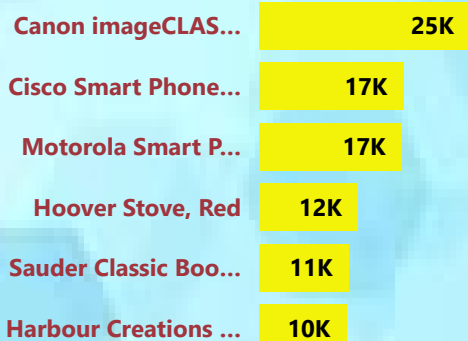 Canon imageCLAS... 25K
Cisco Smart Phone... 17K
Motorola Smart P... 17K
Hoover Stove, Red 12K
Sauder Classic Boo... 11K
Harbour Creations ... 10K